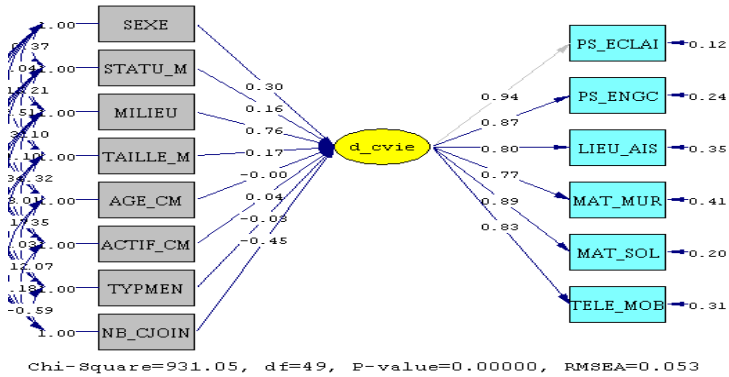 1.00 SEXE
0.37
STATU_M
1.00
MILIEU
TAILLE_M
1.00
AGE_CM
1.00
ACTIF_CM
1.00
TYPMEN
-0.59
1.00 NB_CJOIN
0.30
0.16
0.76
0.17
-0.00
0.04
-0.03
-0.45
d_cvie
0.94
0.87
0.80
0.77
0.89
0.83
PS_ECLAI 0.12
PS_ENGC 0.24
LIEU_AIS 0.35
MAT_MUR 0.41
MAT_SOL 0.20
TELE_MOB 0.31
Chi-Square=931.05, df=49, P-value=0.00000, RMSEA=0.053